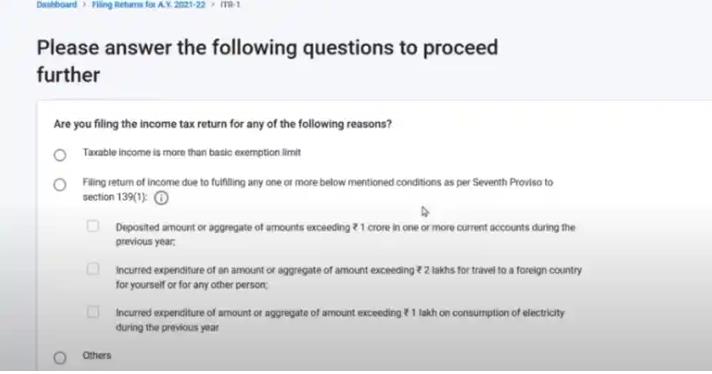 Dashboard > Filing Returns for A.Y. 2021-22 > ITR-1
Please answer the following questions to proceed
further
Are you filing the income tax return for any of the following reasons?
Taxable income is more than basic exemption limit
Filing return of income due to fulfilling any one or more below mentioned conditions as per Seventh Proviso to
section 139(1):
Deposited amount or aggregate of amounts exceeding ₹ 1 crore in one or more current accounts during the
previous year;
Incurred expenditure of an amount or aggregate of amount exceeding ₹ 2 lakhs for travel to a foreign country
for yourself or for any other person;
Incurred expenditure of amount or aggregate of amount exceeding ₹ 1 lakh on consumption of electricity
during the previous year
Others